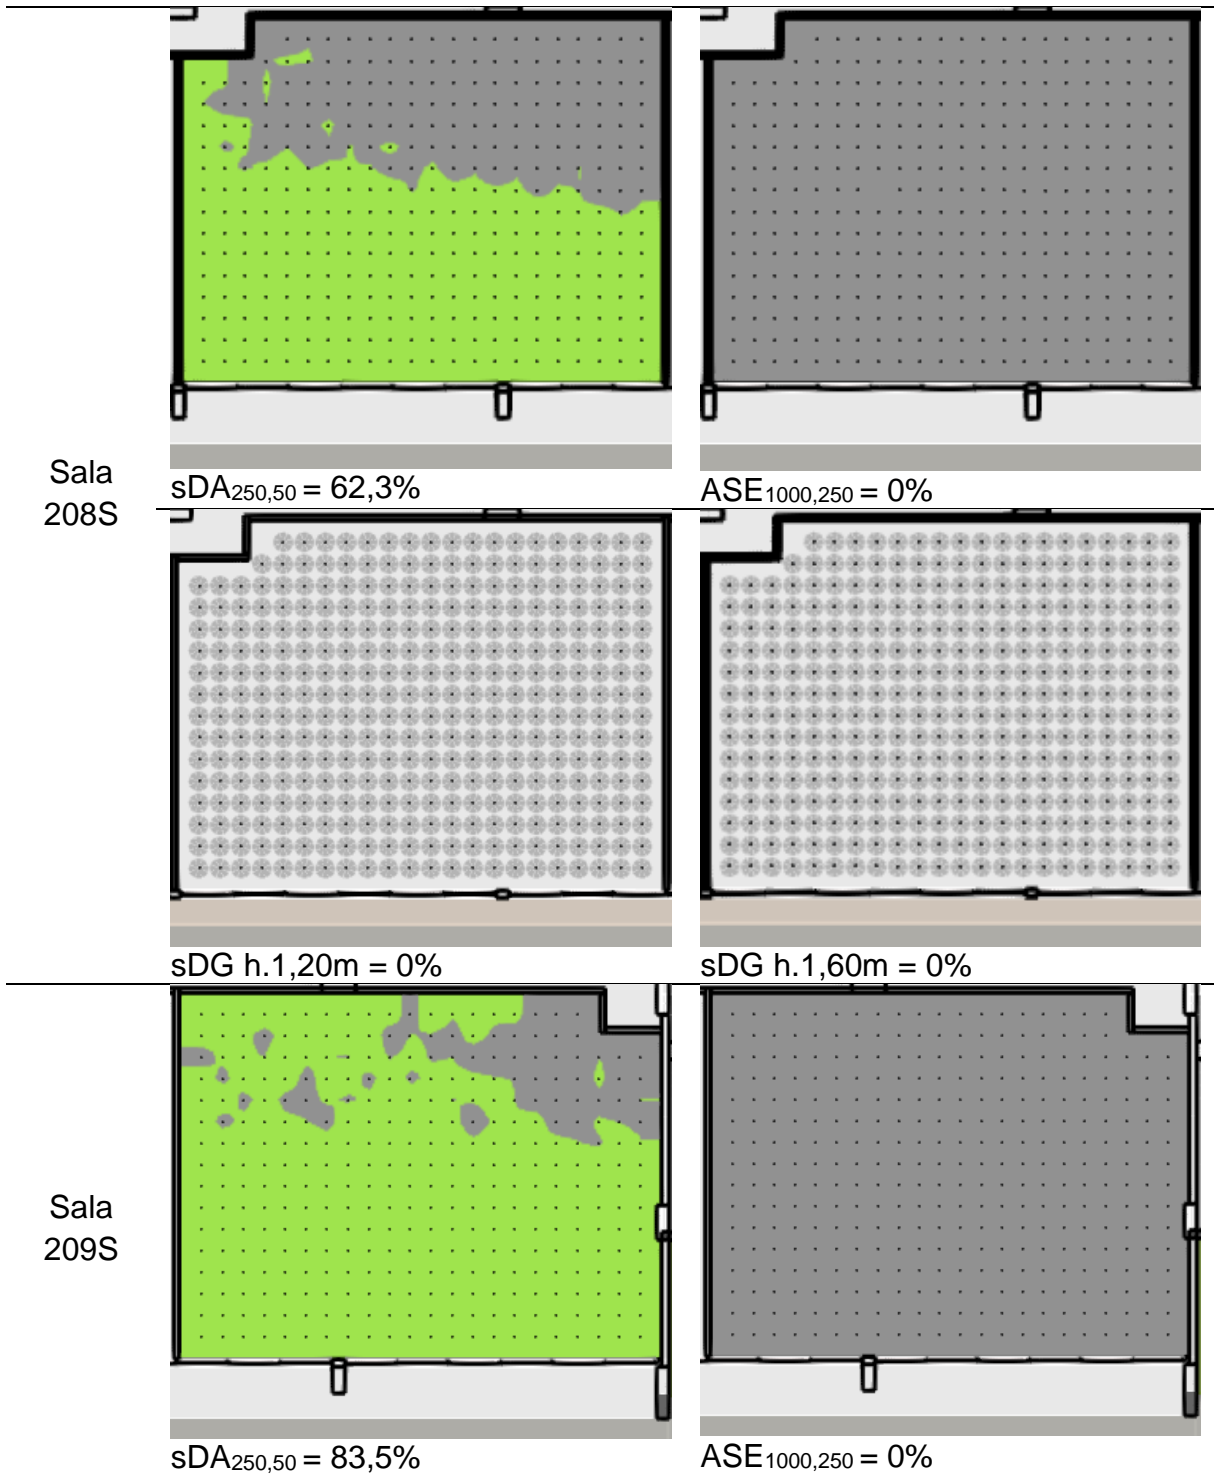 Sala
208S
sDA250,50 = 62,3%
ASE1000,250 = 0%
sDG h.1,20m = 0%
sDG h.1,60m = 0%
Sala
209S
sDA250,50 = 83,5%
ASE1000,250 = 0%